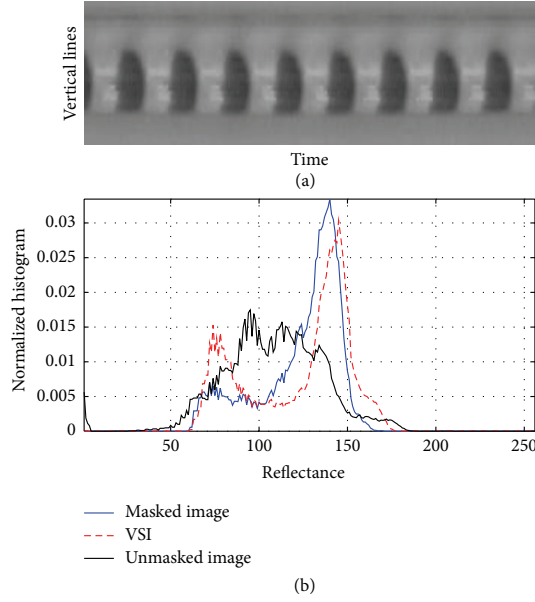 Vertical lines
Time
(a)
0.03
0.025
0.02
0.015
0.01
0.005
0
Normalized histogram
50
100
150
200
250
Reflectance
Masked image
VSI
Unmasked image
(b)